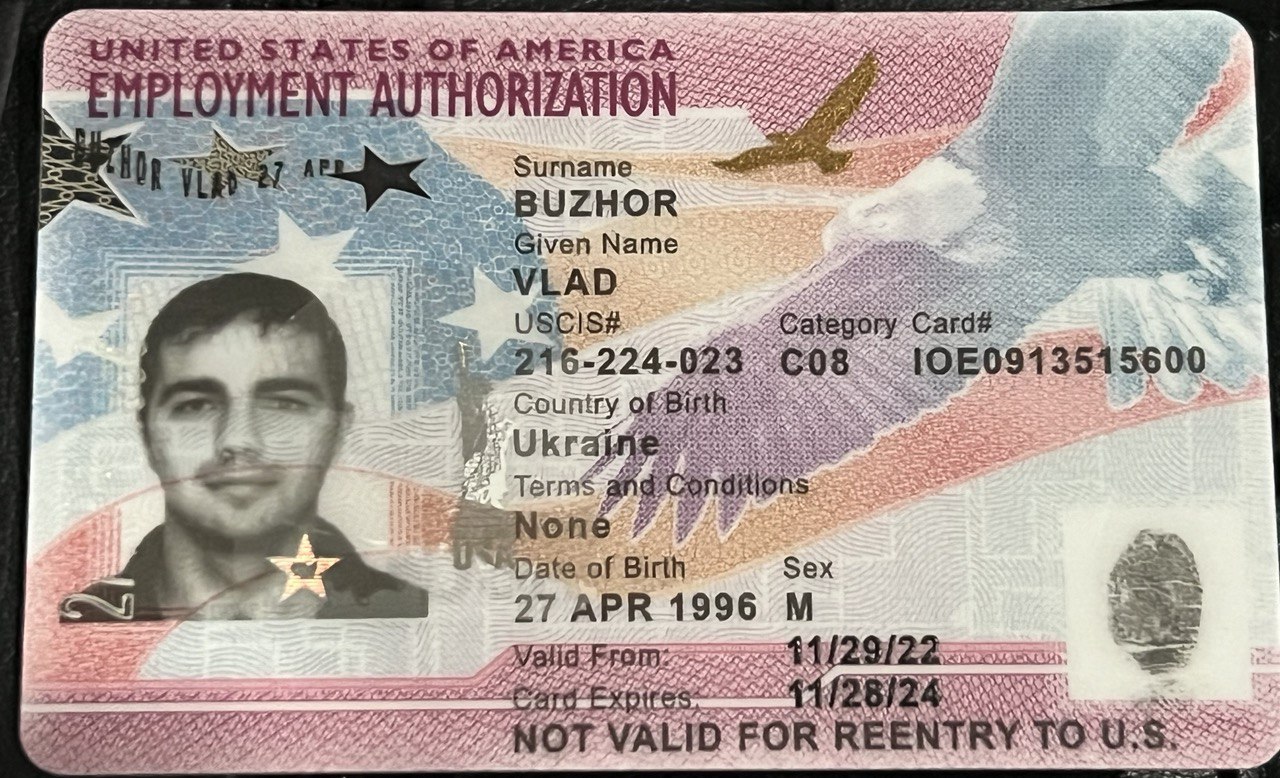 UNITED STATES OF AMERICA
EMPLOYMENT AUTHORIZATION
BUZHOR VLAD 27 APR
Surname
BUZHOR
Given Name
VLAD
USCIS# Category Card#
216-224-023 C08 IOE0913515600
Country of Birth
Ukraine
Terms and Conditions
None
USA
Date of Birth Sex
27 APR 1996 M
Valid From: 11/29/22
Card Expires: 11/28/24
NOT VALID FOR REENTRY TO U.S.